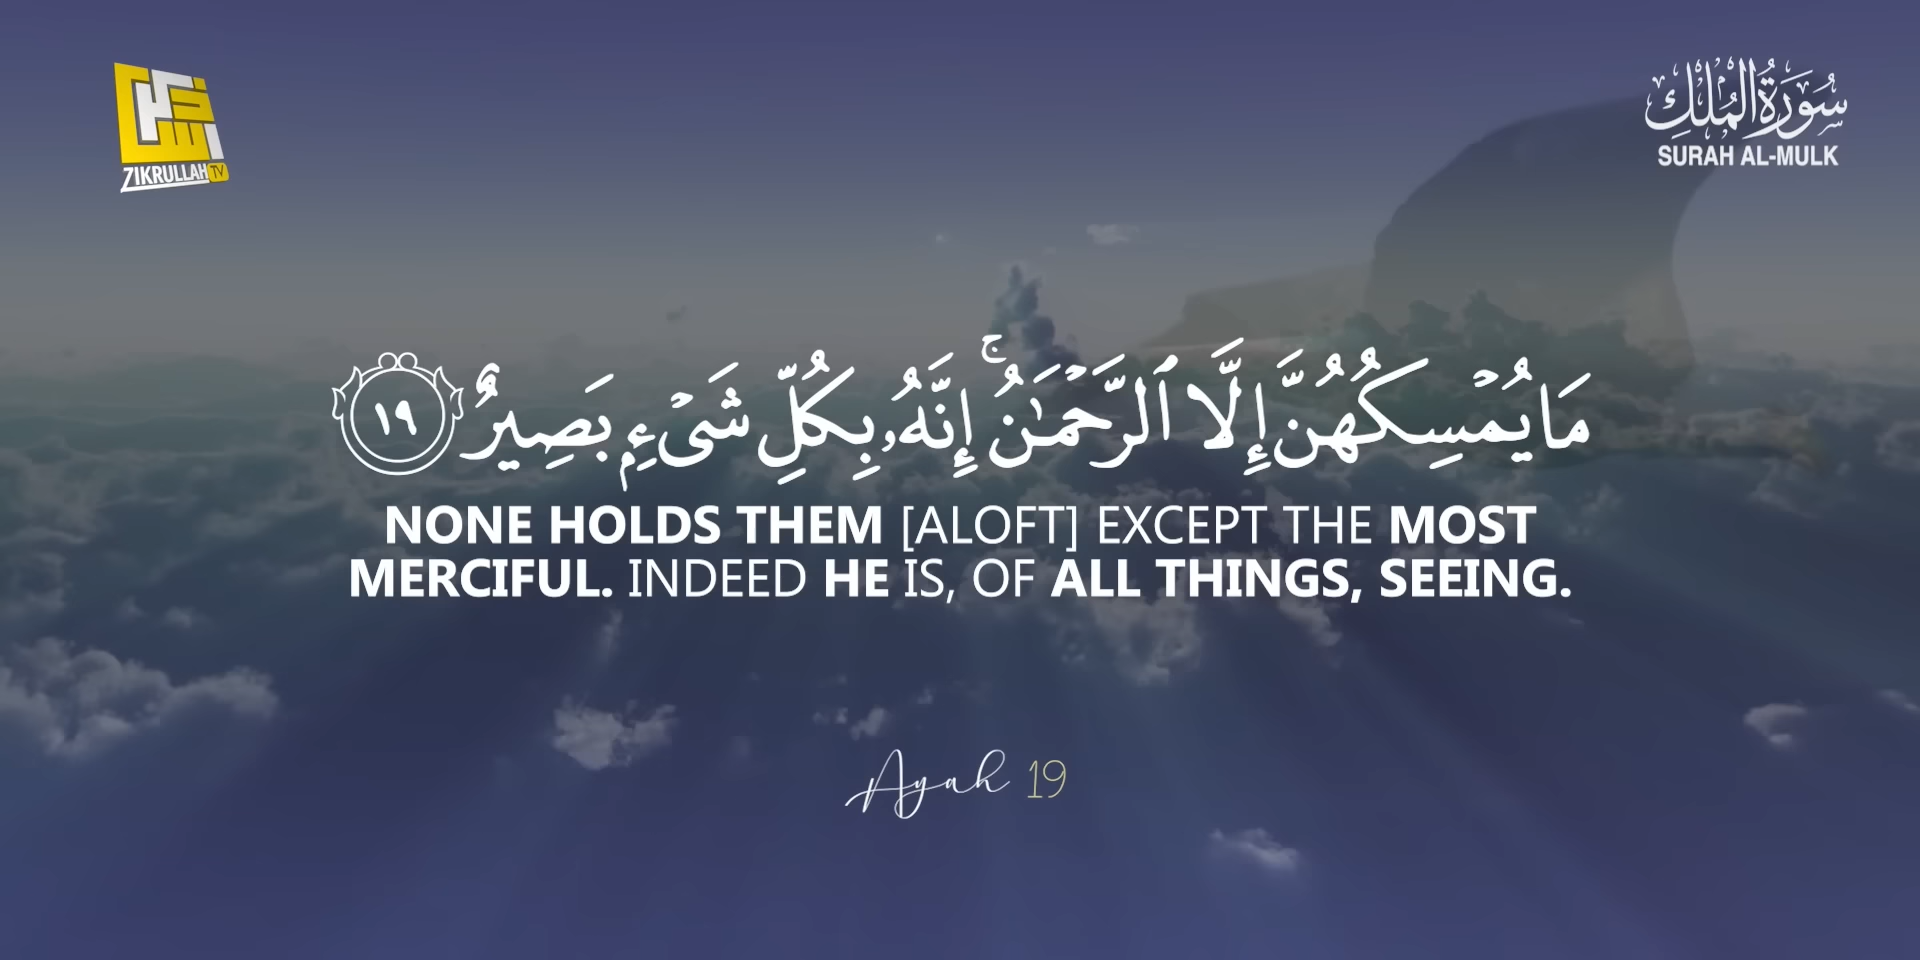 ZIKRULLAH TV
سُورَةُ المُلْكِ
SURAH AL-MULK
مَا يُمْسِكُهُنَّ إِلَّا ٱلرَّحْمَـٰنُ ۚ إِنَّهُۥ بِكُلِّ شَىْءٍۭ بَصِيرٌ ١٩
NONE HOLDS THEM [ALOFT] EXCEPT THE MOST
MERCIFUL. INDEED HE IS, OF ALL THINGS, SEEING.
Ayah 19